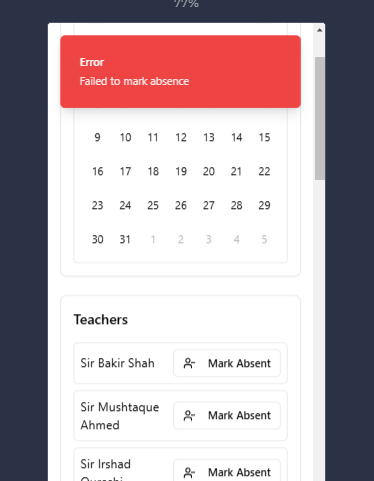 77%
Error
Failed to mark absence
9 10 11 12 13 14 15
16 17 18 19 20 21 22
23 24 25 26 27 28 29
30 31 1 2 3 4 5
Teachers
Sir Bakir Shah Mark Absent
Sir Mushtaque
Ahmed
Mark Absent
Sir Irshad
Mark Absent